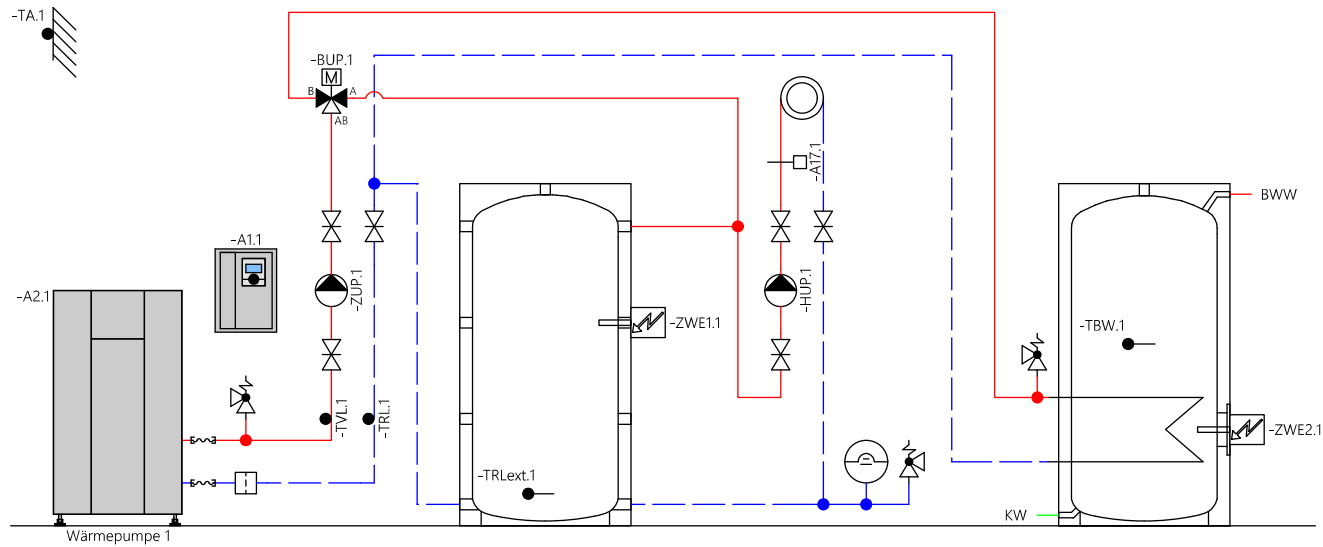 -TA.1
-BUP.1
M
B
A
AB
-A17.1
BWW
-A1.1
-ZUP.1
-HUP.1
-A2.1
-ZWE1.1
-TBW.1
-TVL.1
-TRL.1
-ZWE2.1
-TRLext.1
KW
Wärmepumpe 1